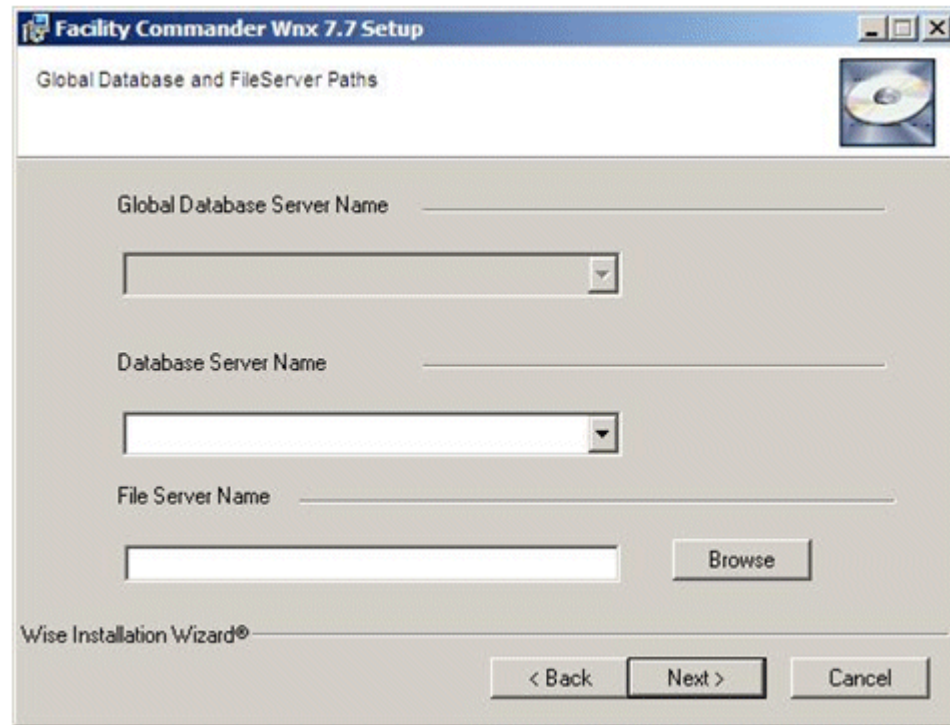 Facility Commander Wnx 7.7 Setup
Global Database and FileServer Paths
Global Database Server Name
Database Server Name
File Server Name
Browse
Wise Installation Wizard®
< Back
Next >
Cancel